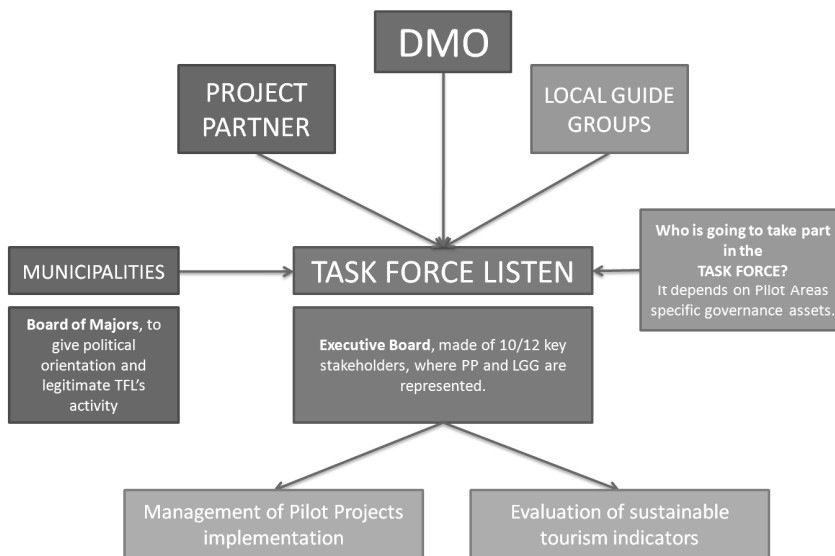 DMO
PROJECT
PARTNER
LOCAL GUIDE
GROUPS
MUNICIPALITIES
TASK FORCE LISTEN
Who is going to take part
in the
TASK FORCE?
It depends on Pilot Areas
specific governance assets.
Board of Majors, to
give political
orientation and
legitimate TFL's
activity
Executive Board, made of 10/12 key
stakeholders, where PP and LGG are
represented.
Management of Pilot Projects
implementation
Evaluation of sustainable
tourism indicators